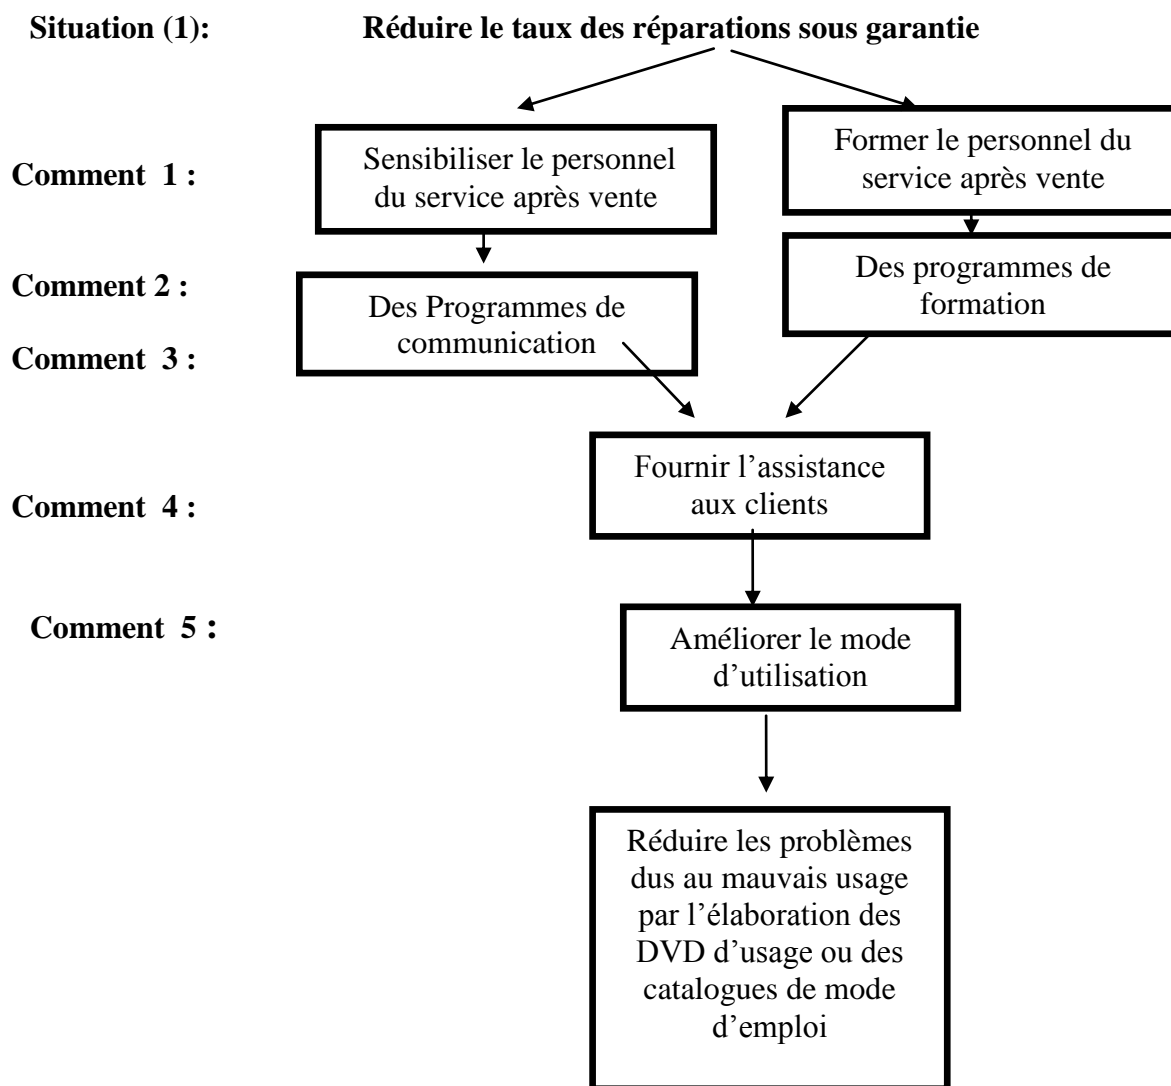 Situation (1): Réduire le taux des réparations sous garantie
Comment 1 :
Sensibiliser le personnel
du service après vente
Former le personnel du
service après vente
Comment 2 :
Des Programmes de
communication
Des programmes de
formation
Comment 3 :
Fournir l’assistance
aux clients
Comment 4 :
Améliorer le mode
d’utilisation
Comment 5 :
Réduire les problèmes
dus au mauvais usage
par l’élaboration des
DVD d’usage ou des
catalogues de mode
d’emploi